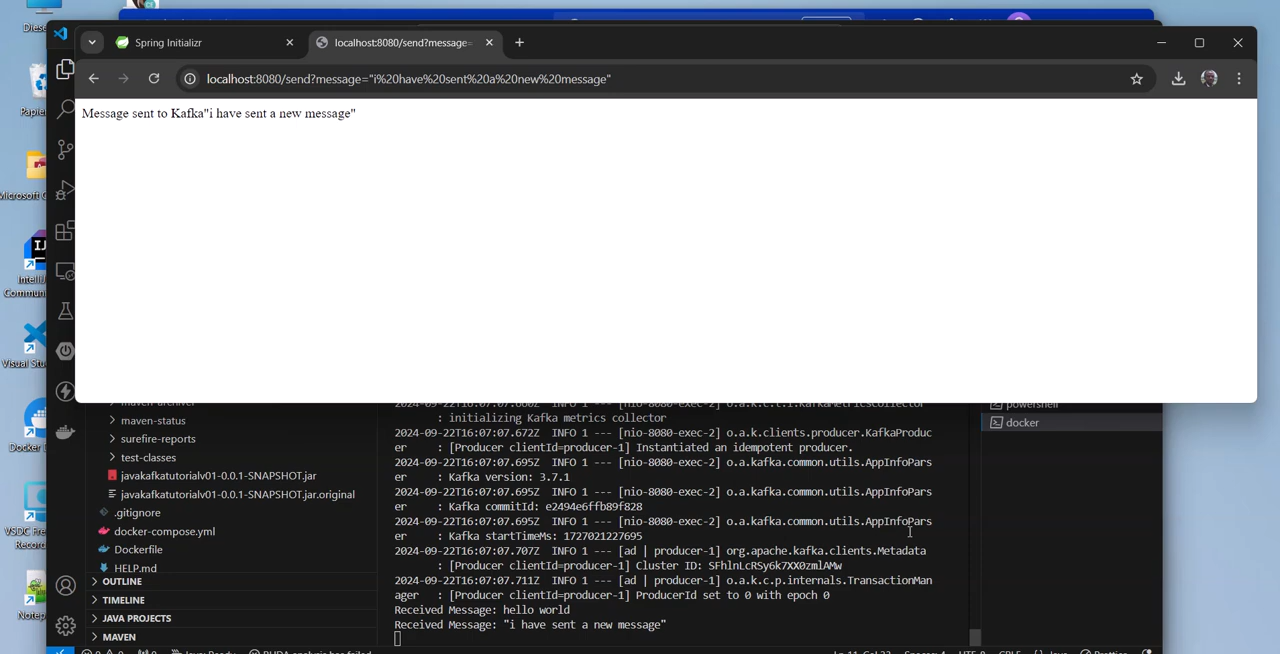 Spring Initializr
localhost:8080/send?message=
localhost:8080/send?message="i%20have%20sent%20a%20new%20message"
Message sent to Kafka"i have sent a new message"
maven-status
surefire-reports
test-classes
javakafkatutorialv01-0.0.1-SNAPSHOT.jar
javakafkatutorialv01-0.0.1-SNAPSHOT.jar.original
.gitignore
docker-compose.yml
Dockerfile
HELP.md
OUTLINE
TIMELINE
JAVA PROJECTS
MAVEN
: initializing Kafka metrics collector
2024-09-22T16:07:07.672Z INFO 1 --- [nio-8080-exec-2] o.a.k.clients.producer.KafkaProduc
er : [Producer clientId=producer-1] Instantiated an idempotent producer.
2024-09-22T16:07:07.695Z INFO 1 --- [nio-8080-exec-2] o.a.kafka.common.utils.AppInfoPars
er : Kafka version: 3.7.1
2024-09-22T16:07:07.695Z INFO 1 --- [nio-8080-exec-2] o.a.kafka.common.utils.AppInfoPars
er : Kafka commitId: e2494e6ffb89f828
2024-09-22T16:07:07.695Z INFO 1 --- [nio-8080-exec-2] o.a.kafka.common.utils.AppInfoPars
er : Kafka startTimeMs: 1727021227695
2024-09-22T16:07:07.707Z INFO 1 --- [ad | producer-1] org.apache.kafka.clients.Metadata
: [Producer clientId=producer-1] Cluster ID: SFhlnLcRSy6k7XX0zmlAMw
2024-09-22T16:07:07.711Z INFO 1 --- [ad | producer-1] o.a.k.c.p.internals.TransactionMan
ager : [Producer clientId=producer-1] ProducerId set to 0 with epoch 0
Received Message: hello world
Received Message: "i have sent a new message"
powershell
docker